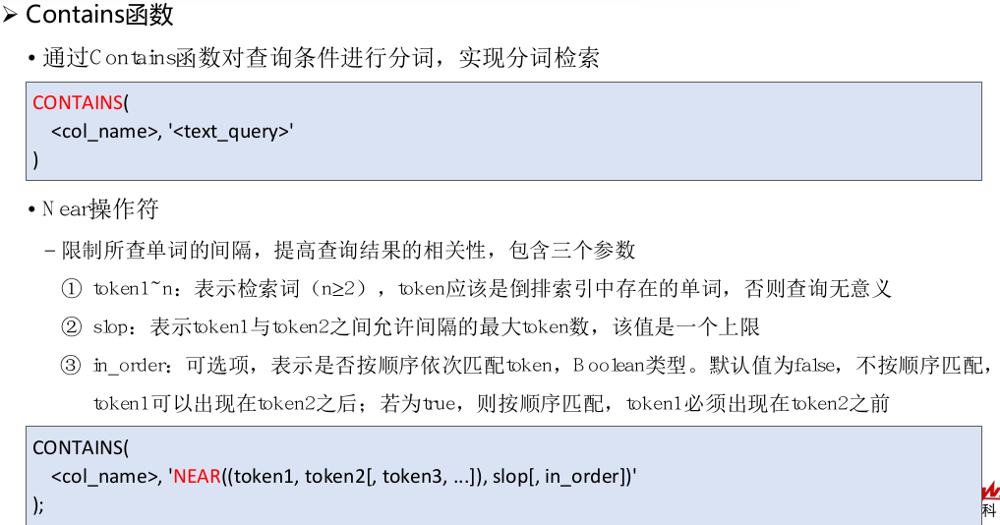 ➢ Contains函数
• 通过Contains函数对查询条件进行分词，实现分词检索
CONTAINS(
<col_name>, '<text_query>'
)
• Near操作符
– 限制所查单词的间隔，提高查询结果的相关性，包含三个参数
① token1~n：表示检索词（n≥2），token应该是倒排索引中存在的单词，否则查询无意义
② slop：表示token1与token2之间允许间隔的最大token数，该值是一个上限
③ in_order：可选项，表示是否按顺序依次匹配token，Boolean类型。默认值为false，不按顺序匹配，
token1可以出现在token2之后；若为true，则按顺序匹配，token1必须出现在token2之前
CONTAINS(
<col_name>, 'NEAR((token1, token2[, token3, ...]), slop[, in_order])'
);
科